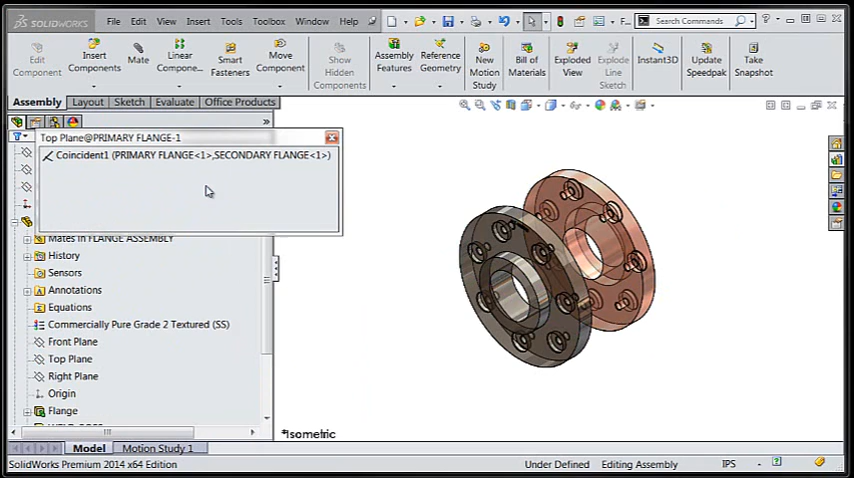 SOLIDWORKS File Edit View Insert Tools Toolbox Window Help F... Search Commands
Edit Component
Insert Components
Mate
Linear Compone...
Smart Fasteners
Move Component
Show Hidden Components
Assembly Features
Reference Geometry
New Motion Study
Bill of Materials
Exploded View
Explode Line Sketch
Instant3D
Update Speedpak
Take Snapshot
Assembly Layout Sketch Evaluate Office Products
Top Plane@PRIMARY FLANGE-1
Coincident1 (PRIMARY FLANGE<1>,SECONDARY FLANGE<1>)
Mates in FLANGE ASSEMBLY
History
Sensors
Annotations
Equations
Commercially Pure Grade 2 Textured (SS)
Front Plane
Top Plane
Right Plane
Origin
Flange
*Isometric
Model Motion Study 1
SolidWorks Premium 2014 x64 Edition Under Defined Editing Assembly IPS